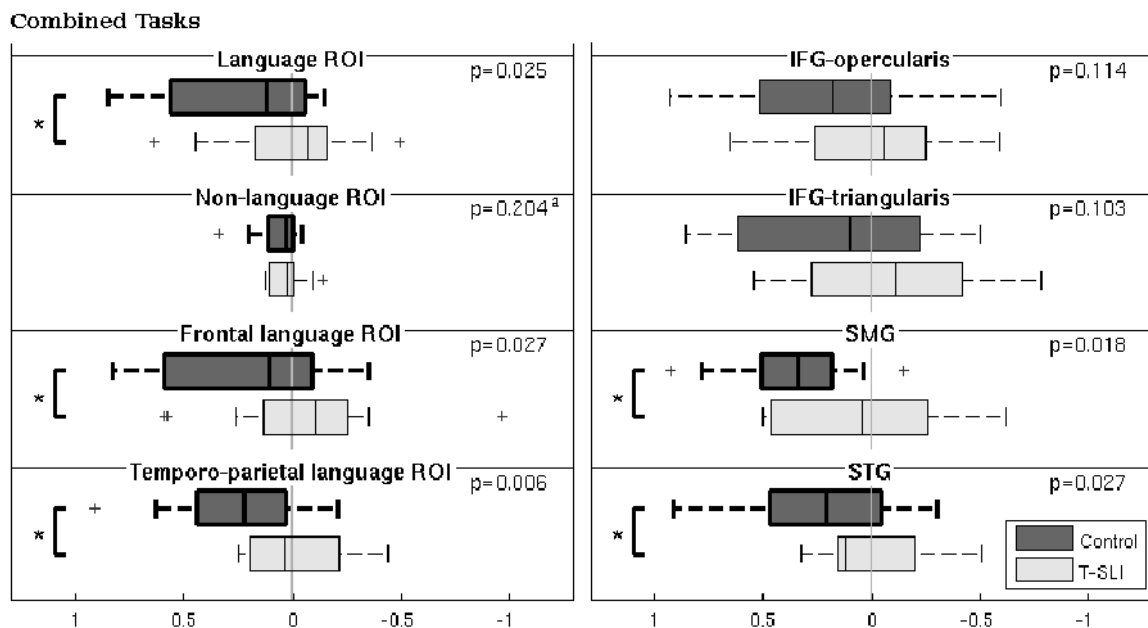 Combined Tasks
Language ROI
p=0.025
*
Non-language ROI
p=0.204ª
Frontal language ROI
p=0.027
*
Temporo-parietal language ROI
p=0.006
*
1 0.5 0 -0.5 -1
IFG-opercularis
p=0.114
IFG-triangularis
p=0.103
SMG
p=0.018
*
STG
p=0.027
*
Control
T-SLI
1 0.5 0 -0.5 -1